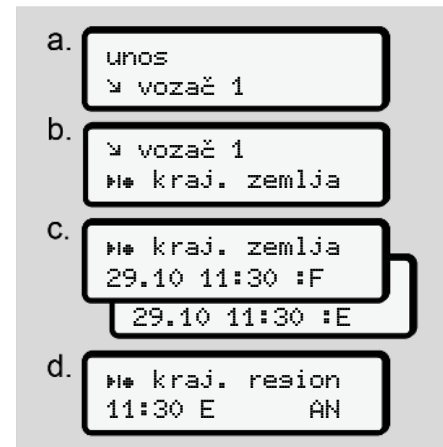 a.
unos
↘ vozač 1
b.
↘ vozač 1
⏵I● kraj. zemlja
c.
⏵I● kraj. zemlja
29.10 11:30 :F
29.10 11:30 :E
d.
⏵I● kraj. region
11:30 E AN